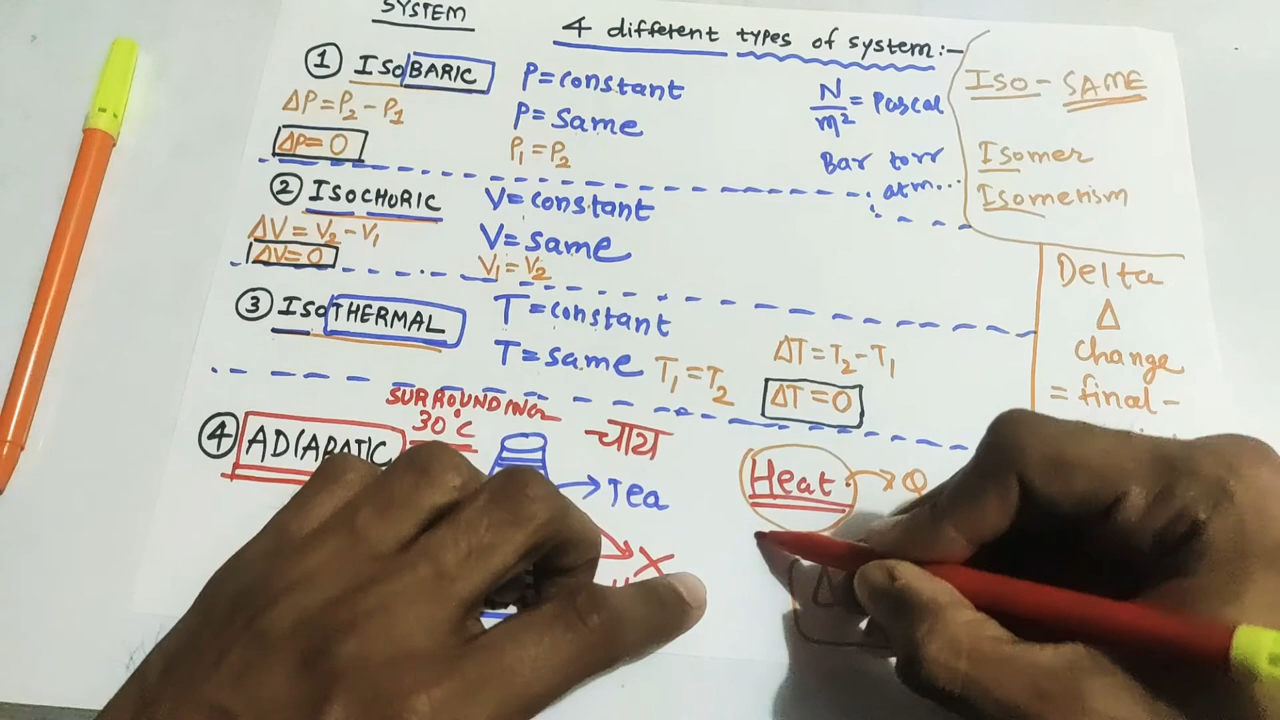 SYSTEM
4 different types of system:-
① ISOBARIC
P=constant
ΔP=P2-P1
P=Same
ΔP=0
P1=P2
N/m² = Pascal
Bar torr
atm...
ISO - SAME
Isomer
Isomerism
② ISOCHORIC
V=constant
ΔV=V2-V1
V=same
ΔV=0
V1=V2
③ ISOTHERMAL
T=constant
T=same
T1=T2
ΔT=T2-T1
ΔT=0
Delta
Δ
change
= final -
④ ADIABATIC
SURROUNDING
30°C
चाय
Tea
X
Heat → Q
Δ